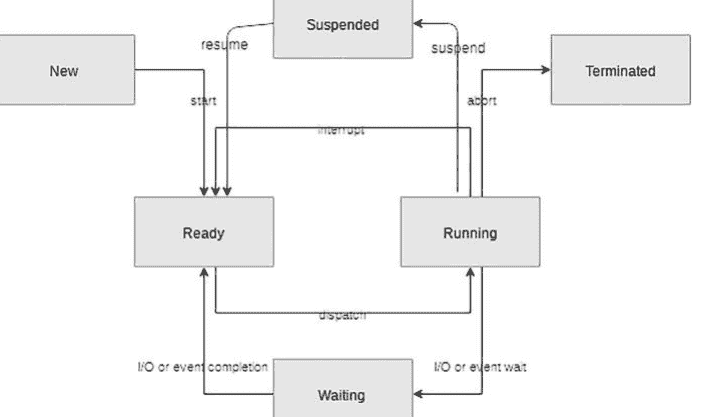 Suspended
resume
suspend
New
Terminated
start
abort
interrupt
Ready
Running
dispatch
I/O or event completion
I/O or event wait
Waiting